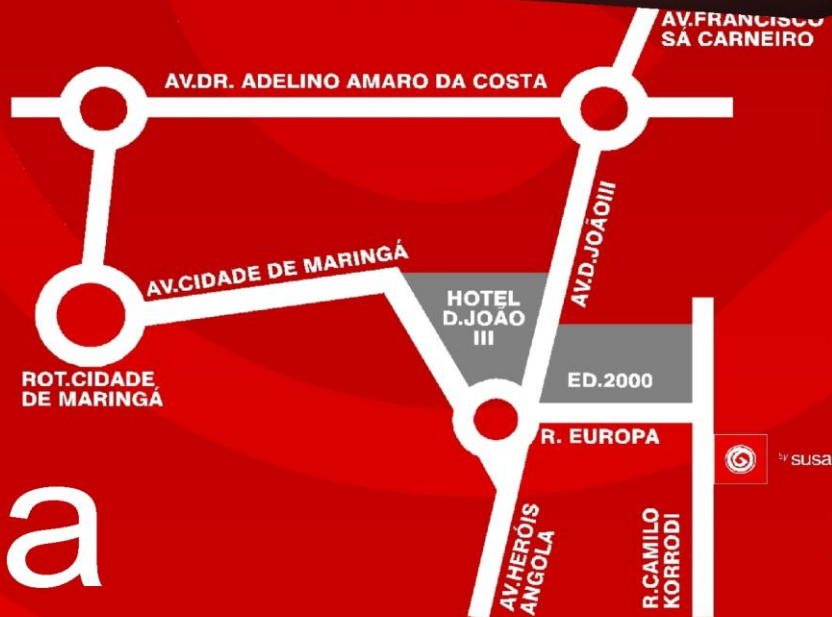 AV.FRANCISCO
SÁ CARNEIRO
AV.DR. ADELINO AMARO DA COSTA
AV.D.JOÃOIII
AV.CIDADE DE MARINGÁ
HOTEL
D.JOÃO
III
ROT.CIDADE
DE MARINGÁ
ED.2000
R. EUROPA
by susa
a
AV.HERÓIS
ANGOLA
R.CAMILO
KORRODI